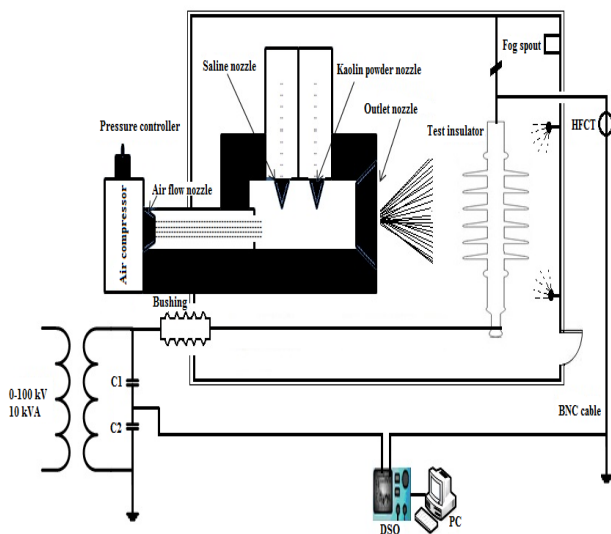 Fog spout
Saline nozzle
Kaolin powder nozzle
Outlet nozzle
HFCT
Test insulator
Pressure controller
Air flow nozzle
Air compressor
Bushing
C1
0-100 kV
10 kVA
C2
BNC cable
DSO
PC